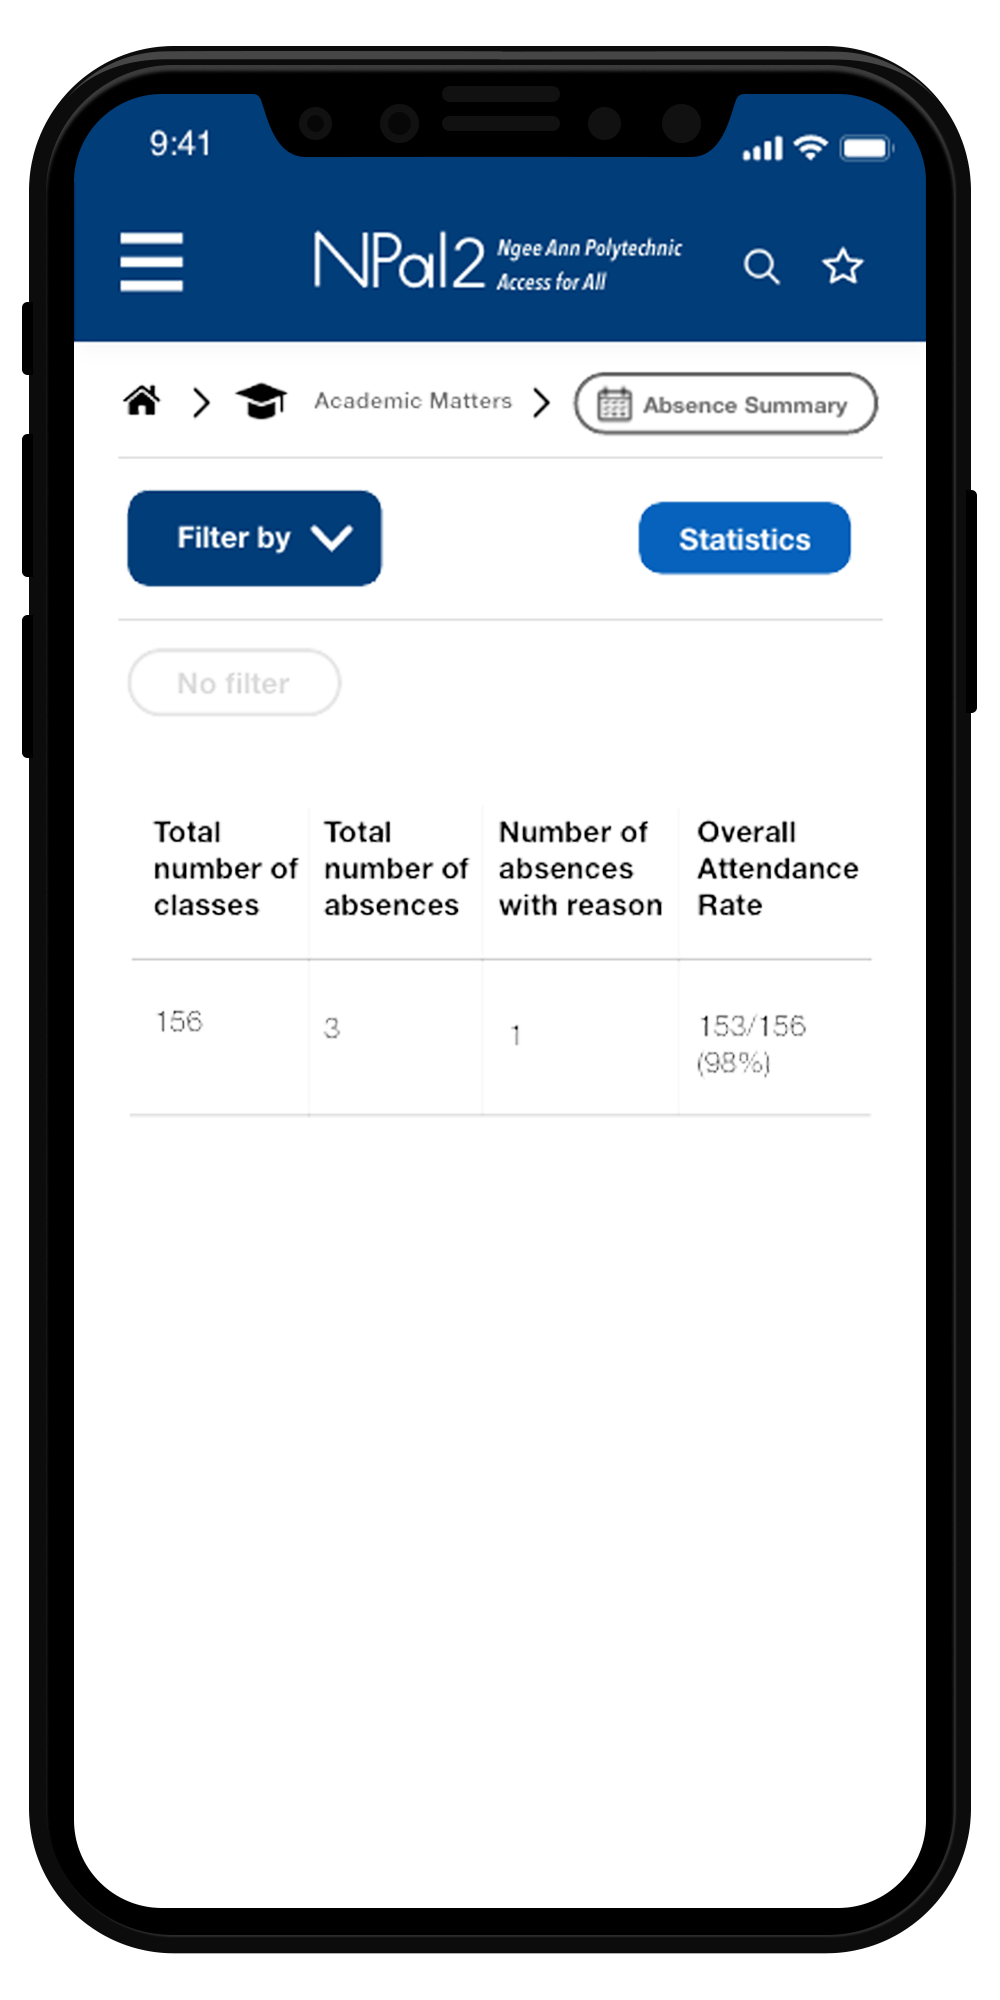 9:41
NPal2 Ngee Ann Polytechnic
Access for All
Academic Matters
Absence Summary
Filter by
Statistics
No filter
Total number of classes
Total number of absences
Number of absences with reason
Overall Attendance Rate
156
3
1
153/156
(98%)